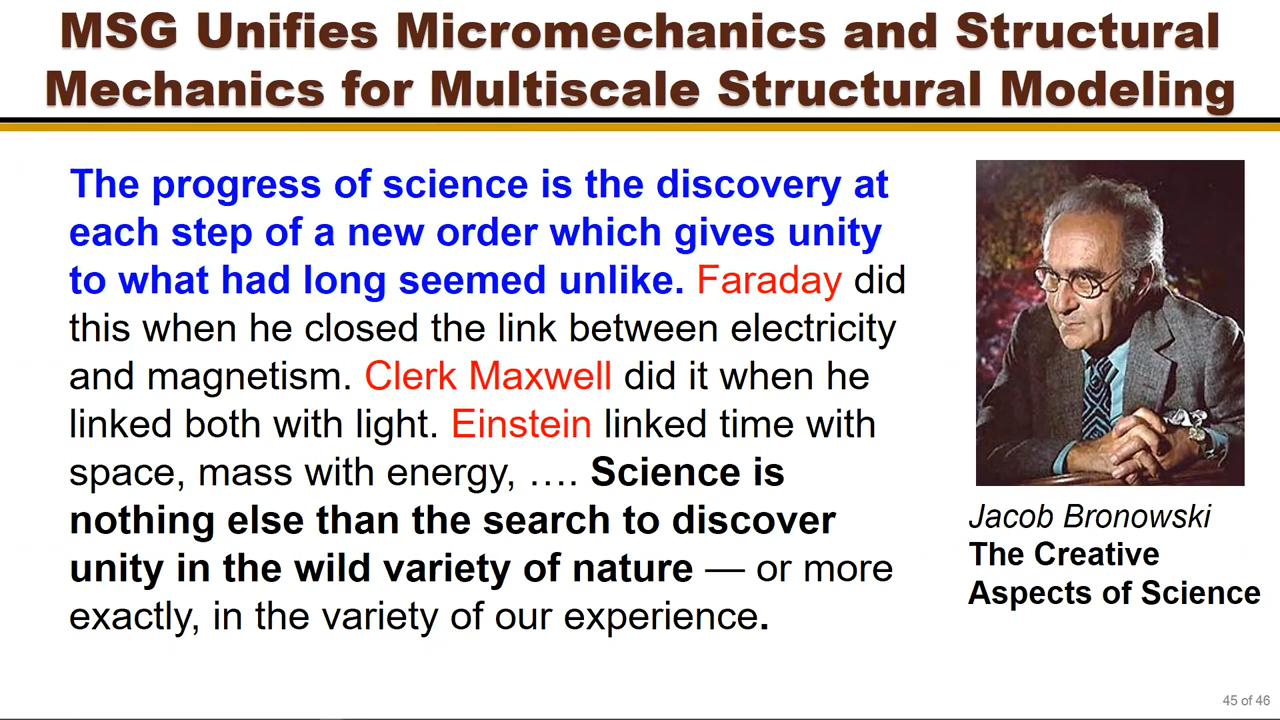 MSG Unifies Micromechanics and Structural
Mechanics for Multiscale Structural Modeling
The progress of science is the discovery at
each step of a new order which gives unity
to what had long seemed unlike. Faraday did
this when he closed the link between electricity
and magnetism. Clerk Maxwell did it when he
linked both with light. Einstein linked time with
space, mass with energy, …. Science is
nothing else than the search to discover
unity in the wild variety of nature — or more
exactly, in the variety of our experience.
Jacob Bronowski
The Creative
Aspects of Science
45 of 46